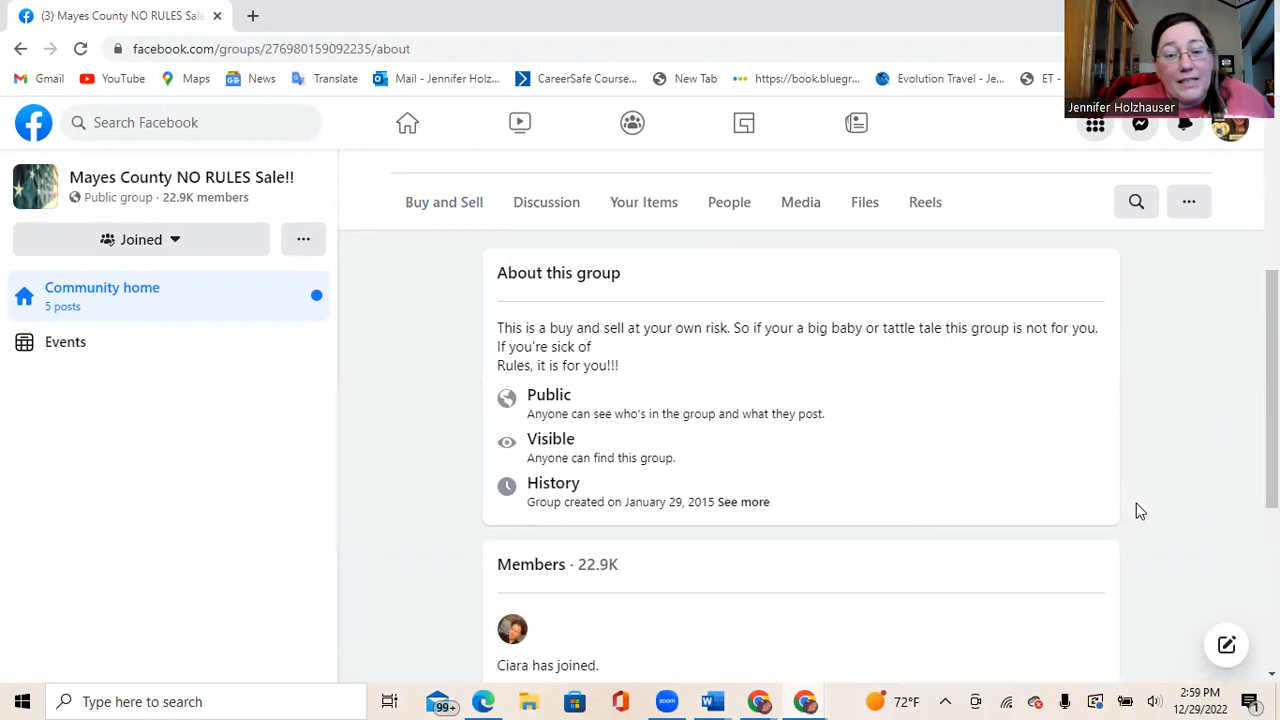 (3) Mayes County NO RULES Sale
facebook.com/groups/276980159092235/about
Gmail
YouTube
Maps
News
Translate
Mail - Jennifer Holz...
CareerSafe Course...
New Tab
https://book.bluegr...
Evolution Travel - Je...
ET -
Jennifer Holzhauser
Search Facebook
Mayes County NO RULES Sale!!
Public group · 22.9K members
Joined
Community home
5 posts
Events
Buy and Sell
Discussion
Your Items
People
Media
Files
Reels
About this group
This is a buy and sell at your own risk. So if your a big baby or tattle tale this group is not for you.
If you're sick of
Rules, it is for you!!!
Public
Anyone can see who's in the group and what they post.
Visible
Anyone can find this group.
History
Group created on January 29, 2015 See more
Members · 22.9K
Ciara has joined.
Type here to search
99+
zoom
72°F
2:59 PM
12/29/2022
1